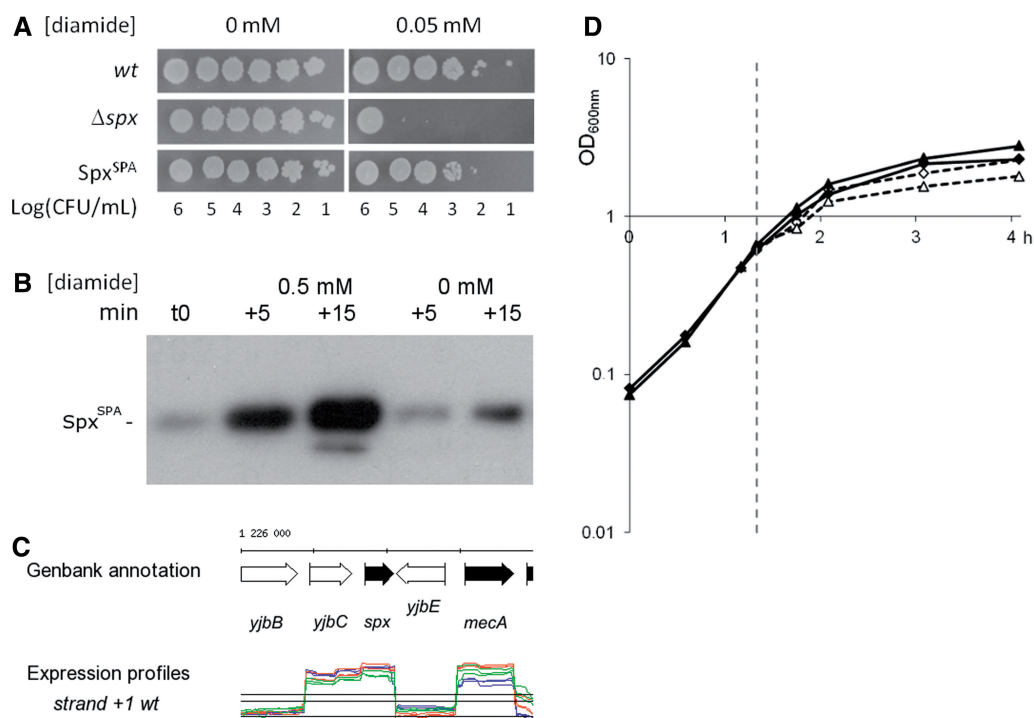 A [diamide] 0 mM 0.05 mM
wt
Δspx
Spx^SPA
Log(CFU/mL) 6 5 4 3 2 1 6 5 4 3 2 1
B [diamide] 0.5 mM 0 mM
min t0 +5 +15 +5 +15
Spx^SPA -
C 1 226 000
Genbank annotation
yjbB yjbC spx yjbE mecA
Expression profiles
strand +1 wt
D
OD600nm
10
1
0.1
0.01
0 1 2 3 4 h